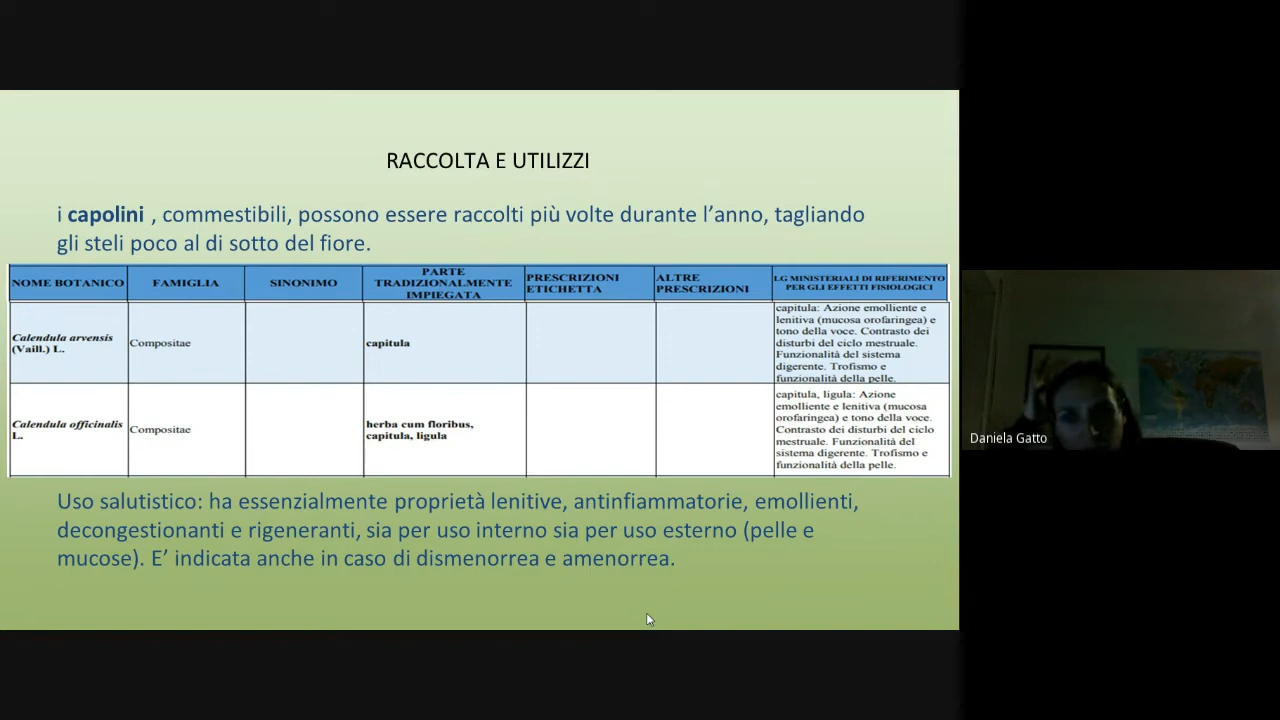 RACCOLTA E UTILIZZI
i capolini , commestibili, possono essere raccolti più volte durante l’anno, tagliando
gli steli poco al di sotto del fiore.
NOME BOTANICO
FAMIGLIA
SINONIMO
PARTE
TRADIZIONALMENTE
IMPIEGATA
PRESCRIZIONI
ETICHETTA
ALTRE
PRESCRIZIONI
LG MINISTERIALI DI RIFERIMENTO
PER GLI EFFETTI FISIOLOGICI
Calendula arvensis
(Vaill.) L.
Compositae
capitula
capitula: Azione emolliente e
lenitiva (mucosa orofaringea) e
tono della voce. Contrasto dei
disturbi del ciclo mestruale.
Funzionalità del sistema
digerente. Trofismo e
funzionalità della pelle.
Calendula officinalis
L.
Compositae
herba cum floribus,
capitula, ligula
capitula, ligula: Azione
emolliente e lenitiva (mucosa
orofaringea) e tono della voce.
Contrasto dei disturbi del ciclo
mestruale. Funzionalità del
sistema digerente. Trofismo e
funzionalità della pelle.
Uso salutistico: ha essenzialmente proprietà lenitive, antinfiammatorie, emollienti,
decongestionanti e rigeneranti, sia per uso interno sia per uso esterno (pelle e
mucose). E’ indicata anche in caso di dismenorrea e amenorrea.
Daniela Gatto